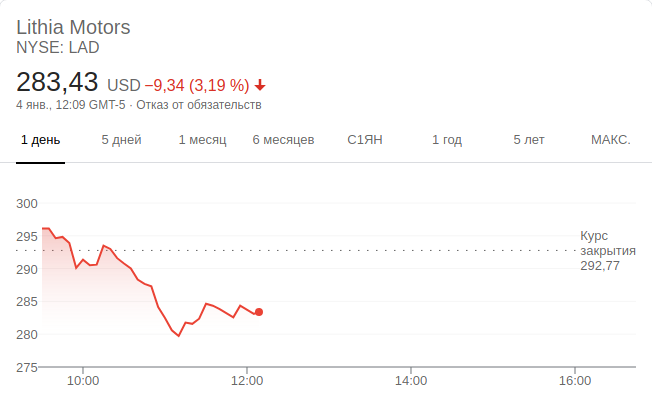 Lithia Motors
NYSE: LAD
283,43 USD −9,34 (3,19 %)
4 янв., 12:09 GMT-5 · Отказ от обязательств
1 день 5 дней 1 месяц 6 месяцев С1ЯН 1 год 5 лет МАКС.
300
295
290
285
280
275
Курс
закрытия
292,77
10:00 12:00 14:00 16:00